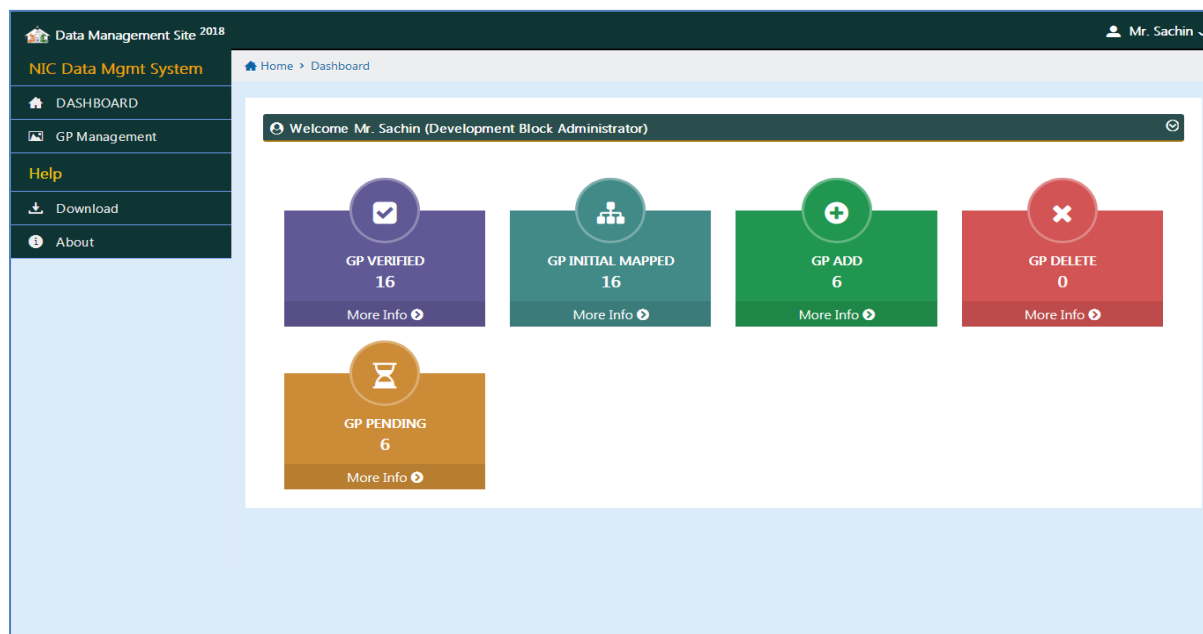 Data Management Site 2018
Mr. Sachin
NIC Data Mgmt System
Home > Dashboard
DASHBOARD
GP Management
Help
Download
About
Welcome Mr. Sachin (Development Block Administrator)
GP VERIFIED
16
More Info
GP INITIAL MAPPED
16
More Info
GP ADD
6
More Info
GP DELETE
0
More Info
GP PENDING
6
More Info